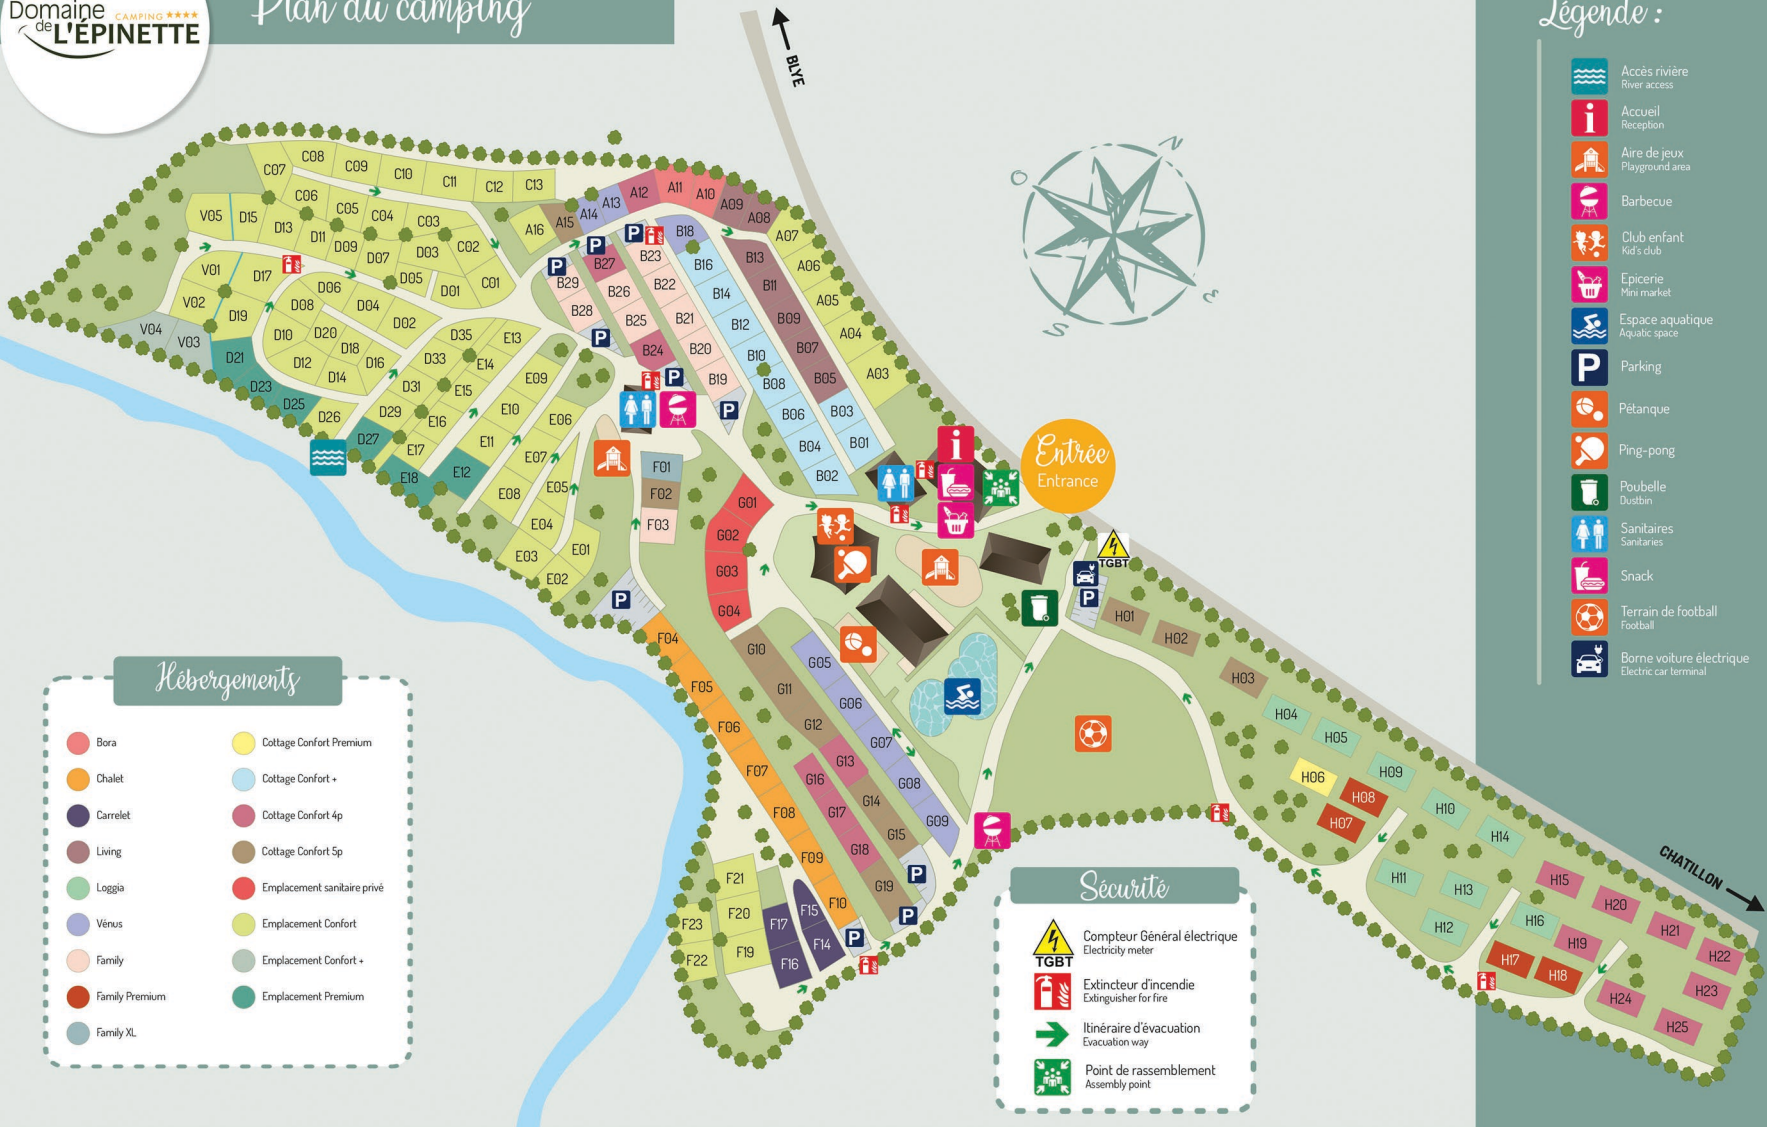 Domaine
CAMPING ★★★★
de L'ÉPINETTE
Plan du camping
BLYE
N
O
E
S
Entrée
Entrance
CHATILLON
TGBT
C07
C08
C09
C10
C11
C12
C13
C06
C05
C04
C03
C02
C01
V05
D15
D13
D11
D09
D07
D03
D05
D01
V01
D17
V02
D19
V04
V03
D06
D08
D04
D02
D10
D20
D18
D16
D12
D14
D21
D23
D25
D26
D27
D35
D33
D31
D29
E13
E14
E15
E16
E17
E18
E09
E10
E11
E12
E06
E07
E08
E05
E04
E03
E01
E02
A16
A15
A14
A13
A12
A11
A10
A09
A08
A07
A06
A05
A04
A03
B29
B28
B27
B26
B25
B24
B23
B22
B21
B20
B19
B18
B16
B14
B12
B10
B08
B06
B04
B02
B13
B11
B09
B07
B05
B03
B01
F01
F02
F03
F04
F05
F06
F07
F08
F09
F10
F21
F20
F19
F23
F22
F17
F16
F15
F14
G01
G02
G03
G04
G10
G11
G12
G13
G14
G15
G16
G17
G18
G19
G05
G06
G07
G08
G09
H01
H02
H03
H04
H05
H06
H08
H07
H09
H10
H14
H11
H13
H12
H15
H20
H21
H22
H16
H19
H17
H18
H23
H24
H25
P
P
P
P
P
P
P
P
P
P
P
Légende :
Accès rivière
River access
Accueil
Reception
Aire de jeux
Playground area
Barbecue
Club enfant
Kid's club
Epicerie
Mini market
Espace aquatique
Aquatic space
P
Parking
Pétanque
Ping-pong
Poubelle
Dustbin
Sanitaires
Sanitaries
Snack
Terrain de football
Football
Borne voiture électrique
Electric car terminal
Hébergements
Bora
Chalet
Carrelet
Living
Loggia
Vénus
Family
Family Premium
Family XL
Cottage Confort Premium
Cottage Confort +
Cottage Confort 4p
Cottage Confort 5p
Emplacement sanitaire privé
Emplacement Confort
Emplacement Confort +
Emplacement Premium
Sécurité
TGBT
Compteur Général électrique
Electricity meter
Extincteur d'incendie
Extinguisher for fire
Itinéraire d'évacuation
Evacuation way
Point de rassemblement
Assembly point